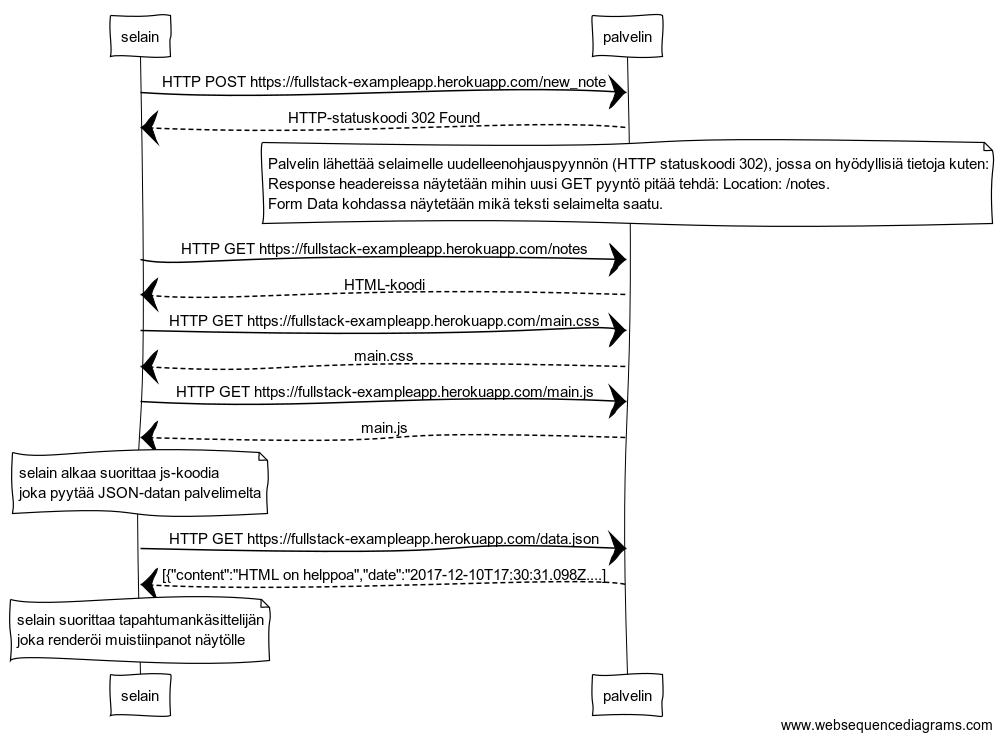 selain
palvelin
HTTP POST https://fullstack-exampleapp.herokuapp.com/new_note
HTTP-statuskoodi 302 Found
Palvelin lähettää selaimelle uudelleenohjauspyynnön (HTTP statuskoodi 302), jossa on hyödyllisiä tietoja kuten:
Response headereissa näytetään mihin uusi GET pyyntö pitää tehdä: Location: /notes.
Form Data kohdassa näytetään mikä teksti selaimelta saatu.
HTTP GET https://fullstack-exampleapp.herokuapp.com/notes
HTML-koodi
HTTP GET https://fullstack-exampleapp.herokuapp.com/main.css
main.css
HTTP GET https://fullstack-exampleapp.herokuapp.com/main.js
main.js
selain alkaa suorittaa js-koodia
joka pyytää JSON-datan palvelimelta
HTTP GET https://fullstack-exampleapp.herokuapp.com/data.json
[{"content":"HTML on helppoa","date":"2017-12-10T17:30:31.098Z....]
selain suorittaa tapahtumankäsittelijän
joka renderöi muistiinpanot näytölle
selain
palvelin
www.websequencediagrams.com